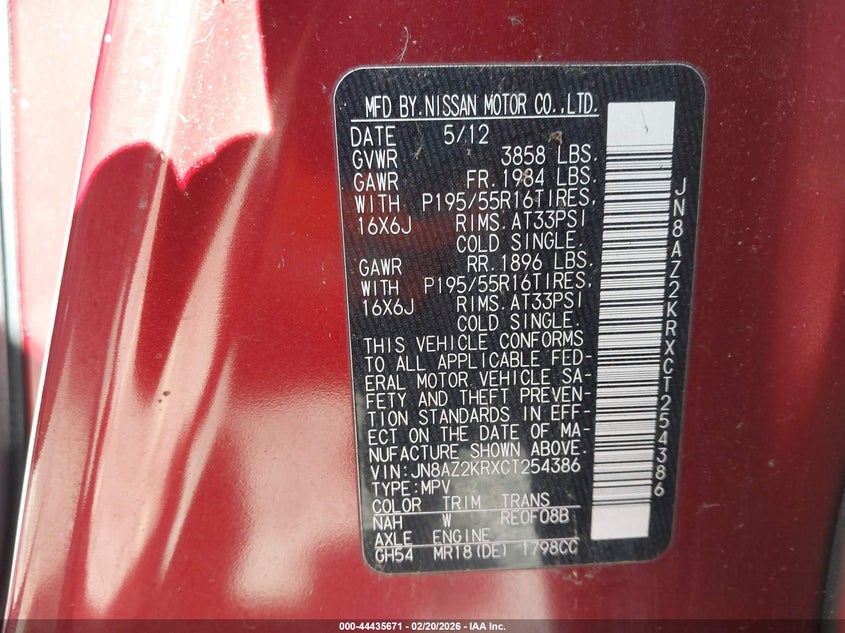 MFD BY.NISSAN MOTOR CO.,LTD.
DATE 5/12
GVWR 3858 LBS.
GAWR FR. 1984 LBS.
WITH P195/55R16TIRES,
16X6J RIMS.AT33PSI
COLD SINGLE.
GAWR RR. 1896 LBS.
WITH P195/55R16TIRES,
16X6J RIMS.AT33PSI
COLD SINGLE.
THIS VEHICLE CONFORMS
TO ALL APPLICABLE FED-
ERAL MOTOR VEHICLE SA-
FETY AND THEFT PREVEN-
TION STANDARDS IN EFF-
ECT ON THE DATE OF MA-
NUFACTURE SHOWN ABOVE.
VIN:JN8AZ2KRXCT254386
TYPE:MPV
COLOR TRIM TRANS
NAH W RE0F08B
AXLE ENGINE
GH54 MR18(DE) 1798CC
JN8AZ2KRXCT254386
000-44435671 — 02/20/2026 — IAA Inc.